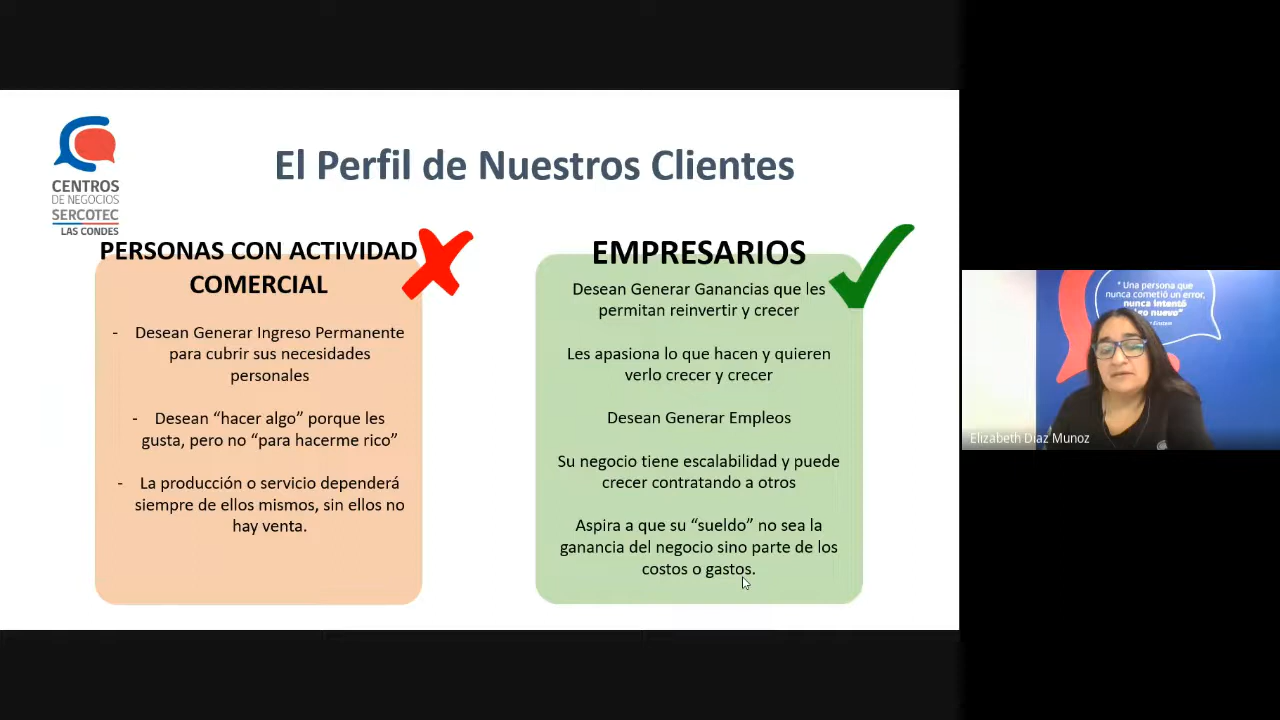 El Perfil de Nuestros Clientes
CENTROS
DE NEGOCIOS
SERCOTEC
LAS CONDES
PERSONAS CON ACTIVIDAD
COMERCIAL
- Desean Generar Ingreso Permanente
para cubrir sus necesidades
personales
- Desean “hacer algo” porque les
gusta, pero no “para hacerme rico”
- La producción o servicio dependerá
siempre de ellos mismos, sin ellos no
hay venta.
EMPRESARIOS
Desean Generar Ganancias que les
permitan reinvertir y crecer
Les apasiona lo que hacen y quieren
verlo crecer y crecer
Desean Generar Empleos
Su negocio tiene escalabilidad y puede
crecer contratando a otros
Aspira a que su “sueldo” no sea la
ganancia del negocio sino parte de los
costos o gastos.
" Una persona que
nunca cometió un error,
nunca intentó
nuevo"
Elizabeth Diaz Munoz